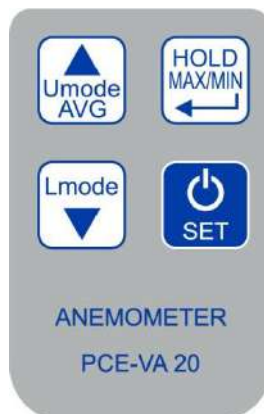 Umode
AVG
HOLD
MAX/MIN
Lmode
SET
ANEMOMETER
PCE-VA 20